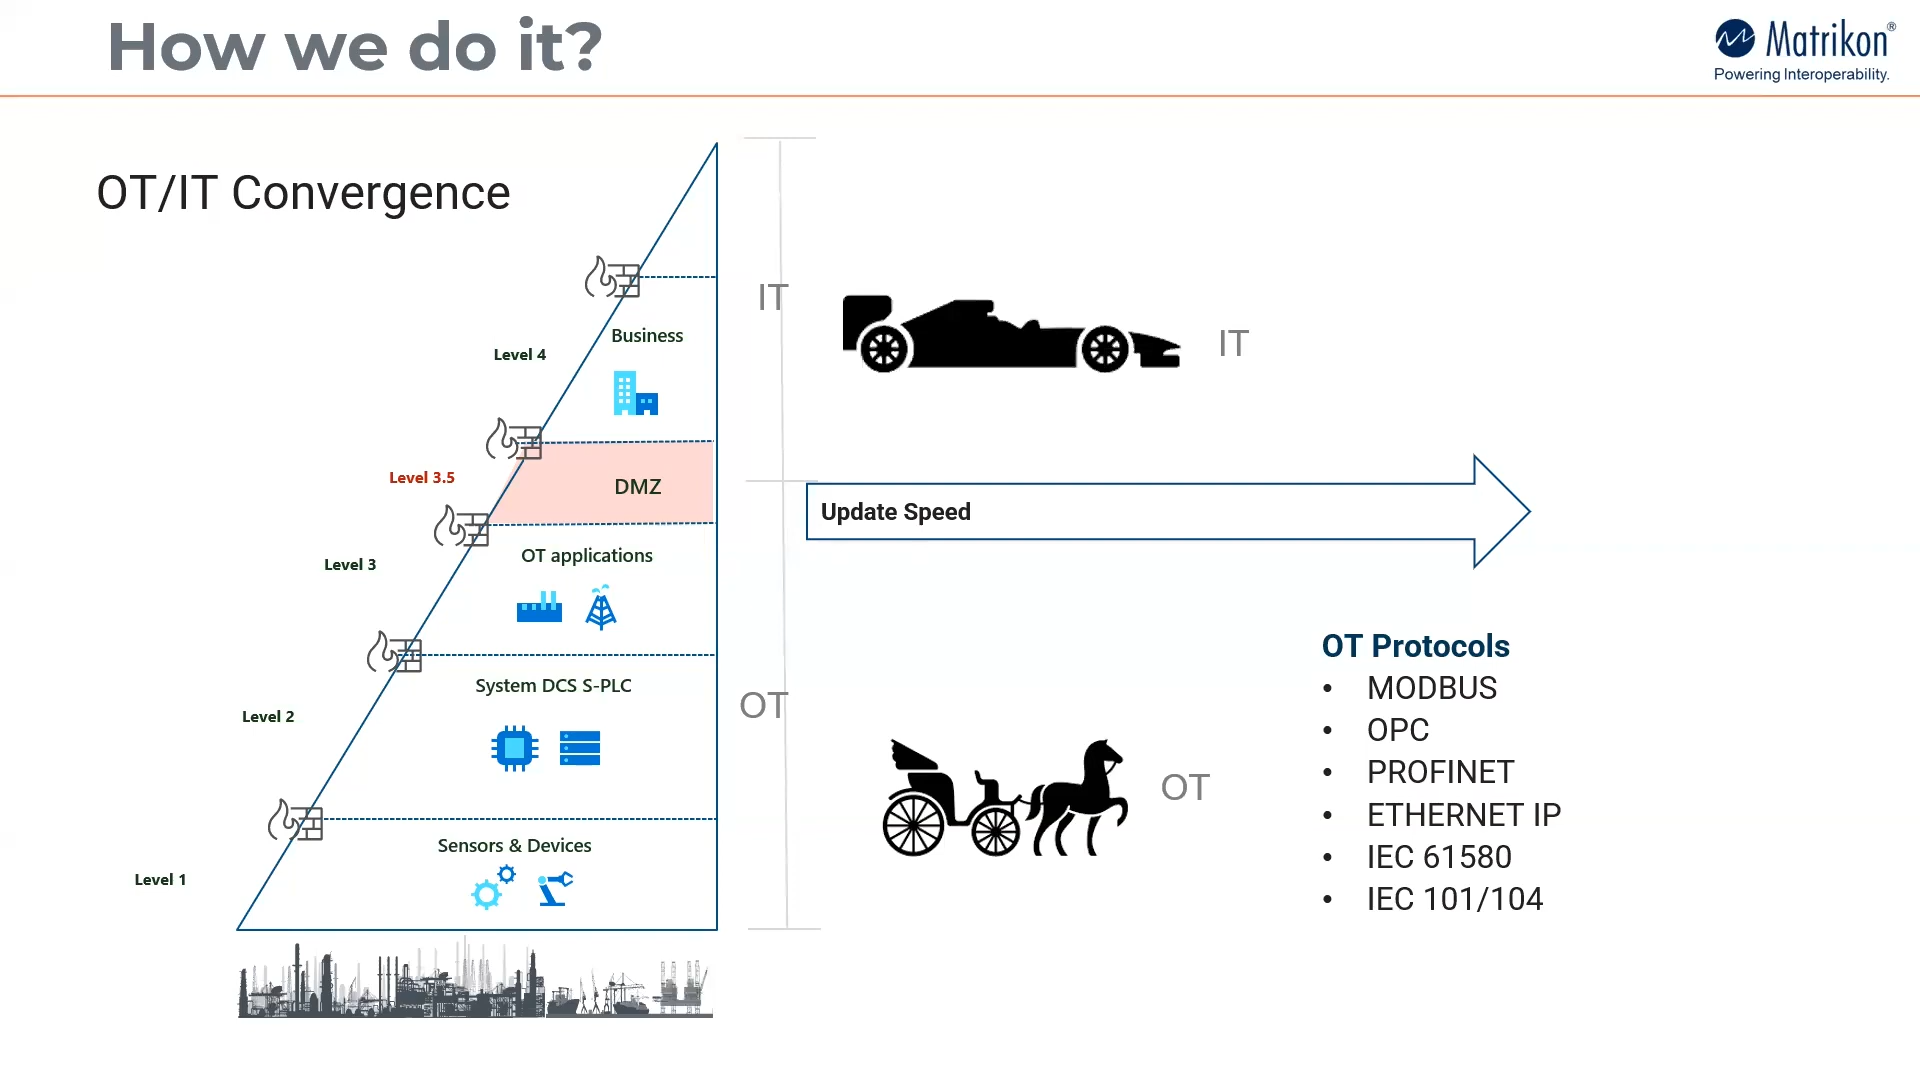 How we do it?
Matrikon®
Powering Interoperability.
OT/IT Convergence
IT
Business
Level 4
IT
Level 3.5
DMZ
Update Speed
OT applications
Level 3
System DCS S-PLC
Level 2
OT
OT
Sensors & Devices
Level 1
OT Protocols
• MODBUS
• OPC
• PROFINET
• ETHERNET IP
• IEC 61580
• IEC 101/104